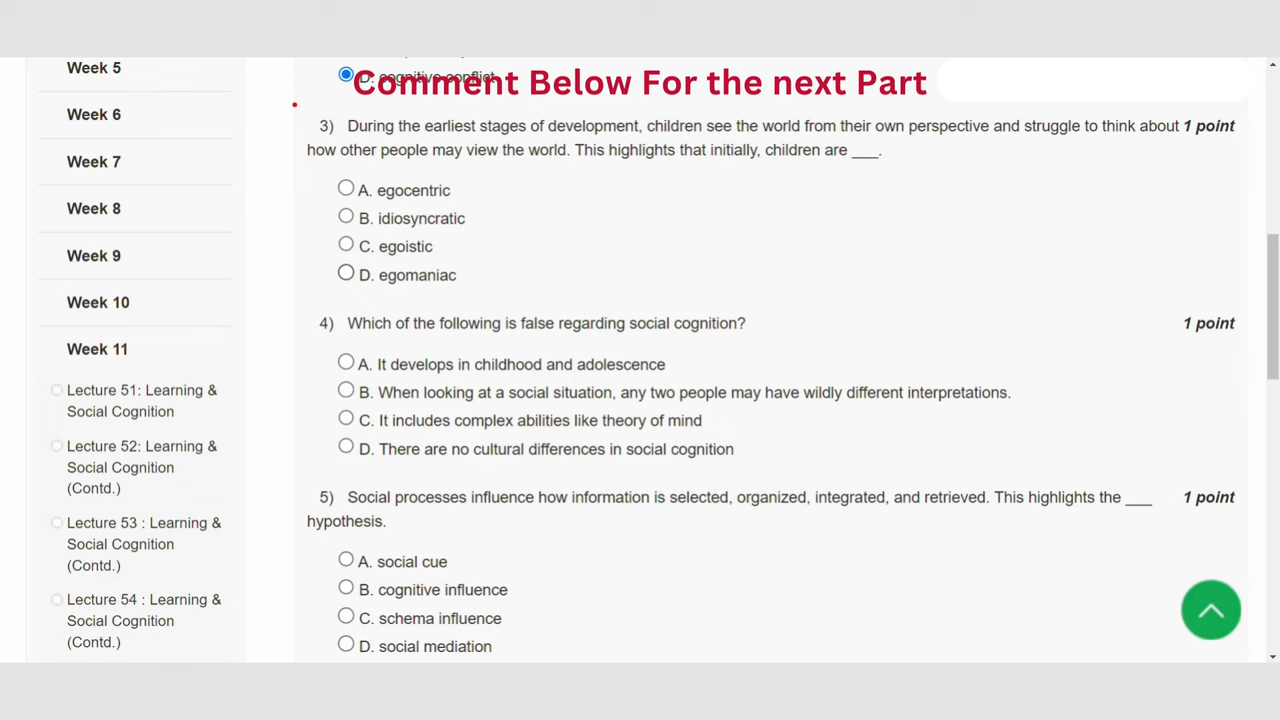 Week 5
Week 6
Week 7
Week 8
Week 9
Week 10
Week 11
Lecture 51: Learning &
Social Cognition
Lecture 52: Learning &
Social Cognition
(Contd.)
Lecture 53 : Learning &
Social Cognition
(Contd.)
Lecture 54 : Learning &
Social Cognition
(Contd.)
D. cognitive conflict
Comment Below For the next Part
3) During the earliest stages of development, children see the world from their own perspective and struggle to think about 1 point
how other people may view the world. This highlights that initially, children are ___.
A. egocentric
B. idiosyncratic
C. egoistic
D. egomaniac
4) Which of the following is false regarding social cognition? 1 point
A. It develops in childhood and adolescence
B. When looking at a social situation, any two people may have wildly different interpretations.
C. It includes complex abilities like theory of mind
D. There are no cultural differences in social cognition
5) Social processes influence how information is selected, organized, integrated, and retrieved. This highlights the ___ 1 point
hypothesis.
A. social cue
B. cognitive influence
C. schema influence
D. social mediation